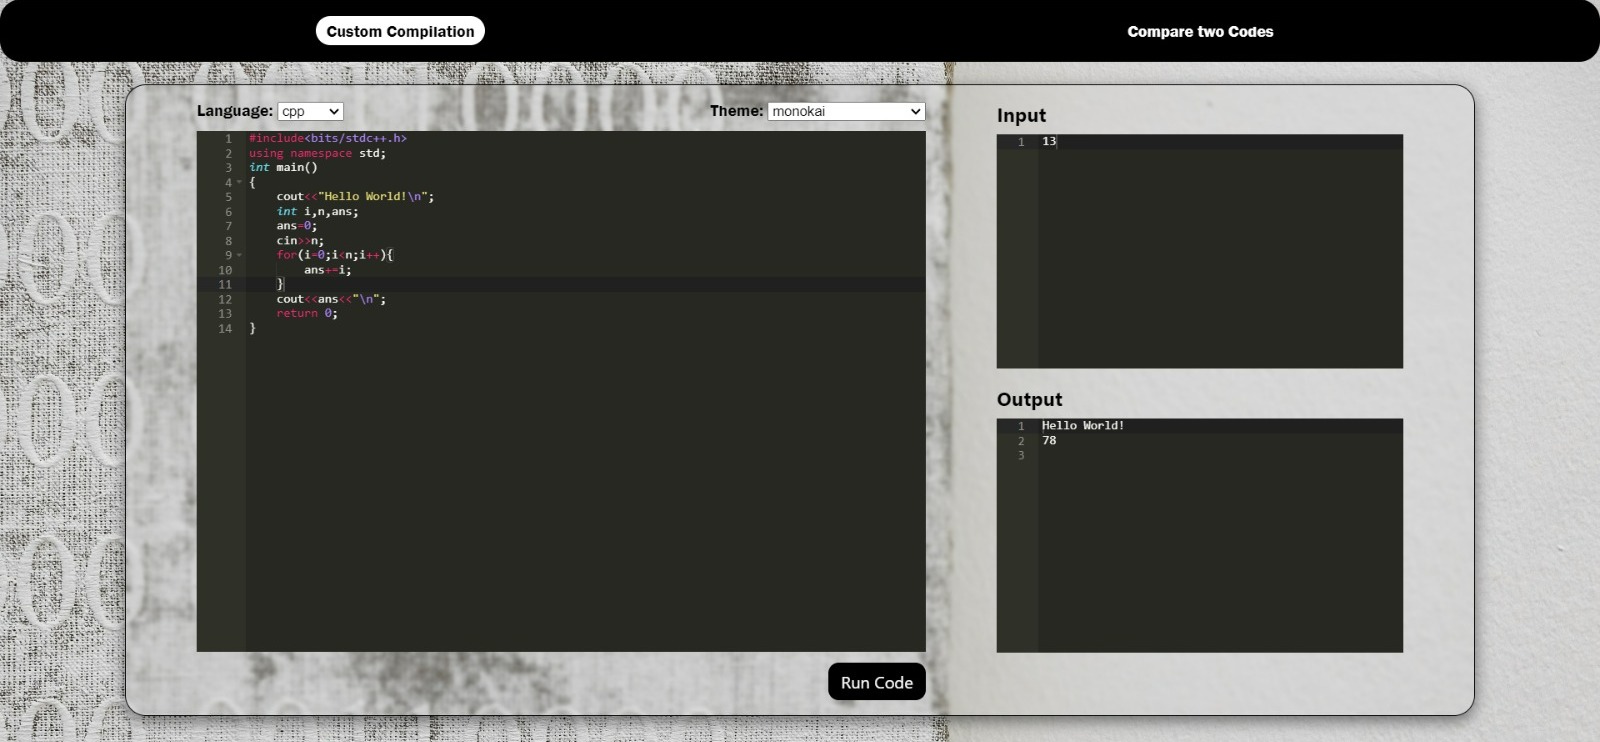 Custom Compilation
Compare two Codes
Language: cpp
Theme: monokai
1 #include<bits/stdc++.h>
2 using namespace std;
3 int main()
4 {
5     cout<<"Hello World!\n";
6     int i,n,ans;
7     ans=0;
8     cin>>n;
9     for(i=0;i<n;i++){
10         ans+=i;
11     }
12     cout<<ans<<"\n";
13     return 0;
14 }
Run Code
Input
1 13
Output
1 Hello World!
2 78
3